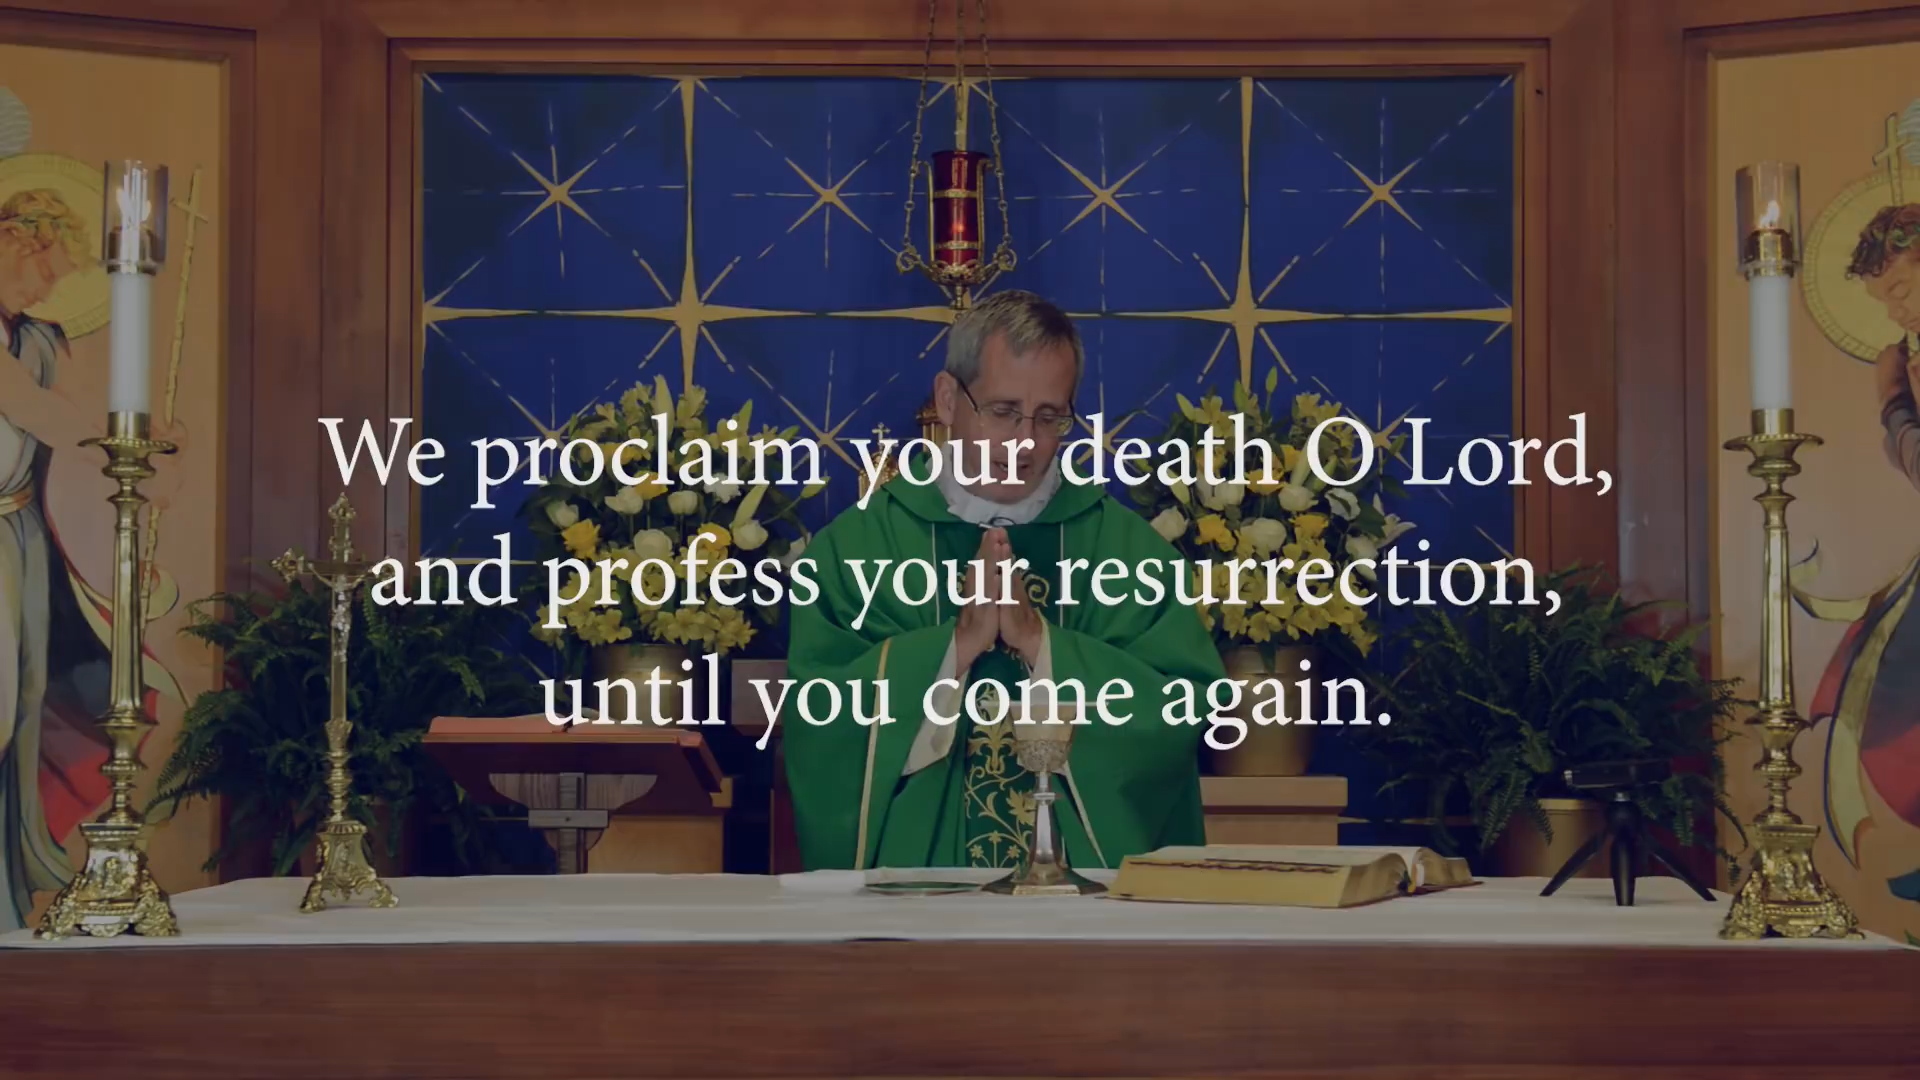 We proclaim your death O Lord,
and profess your resurrection,
until you come again.